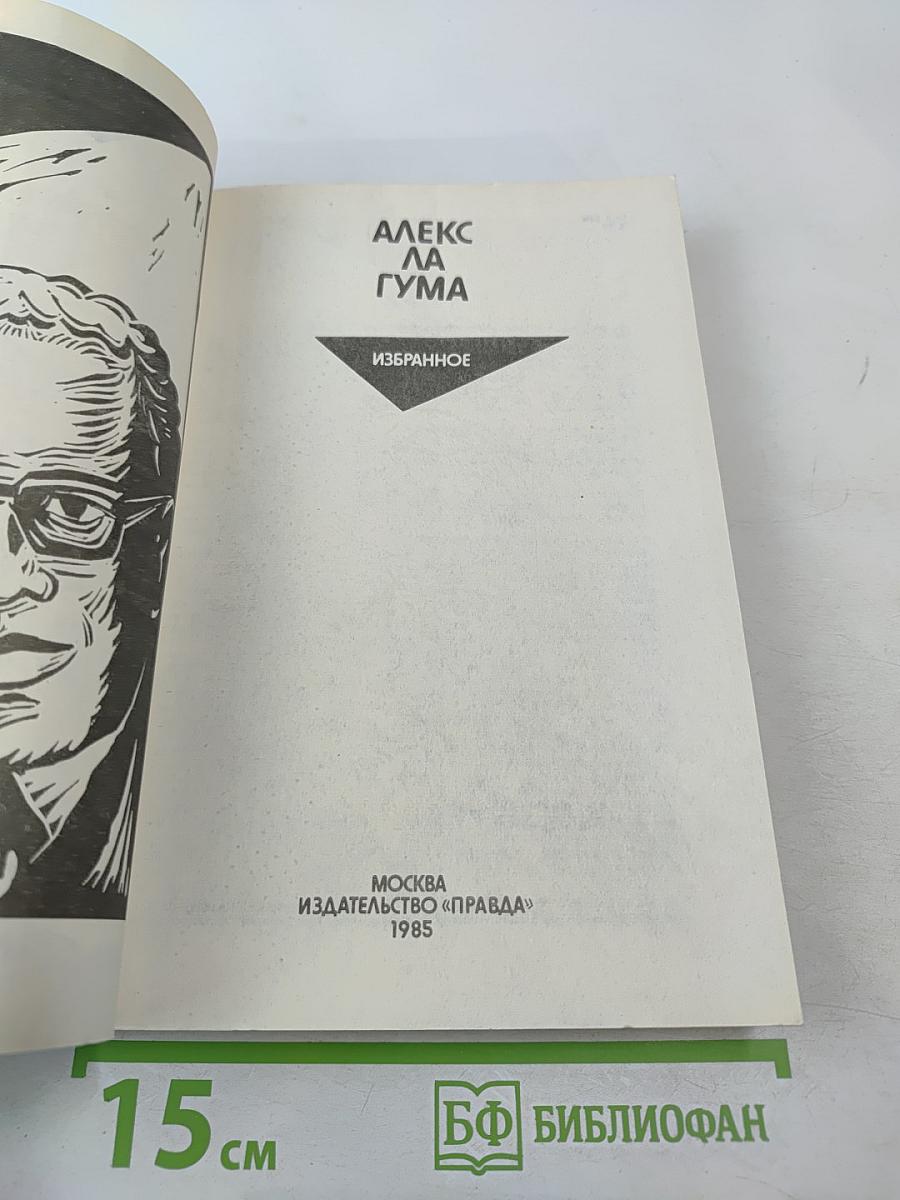 АЛЕКС
ЛА
ГУМА
ИЗБРАННОЕ
МОСКВА
ИЗДАТЕЛЬСТВО «ПРАВДА»
1985
15 см
БФ БИБЛИОФАН